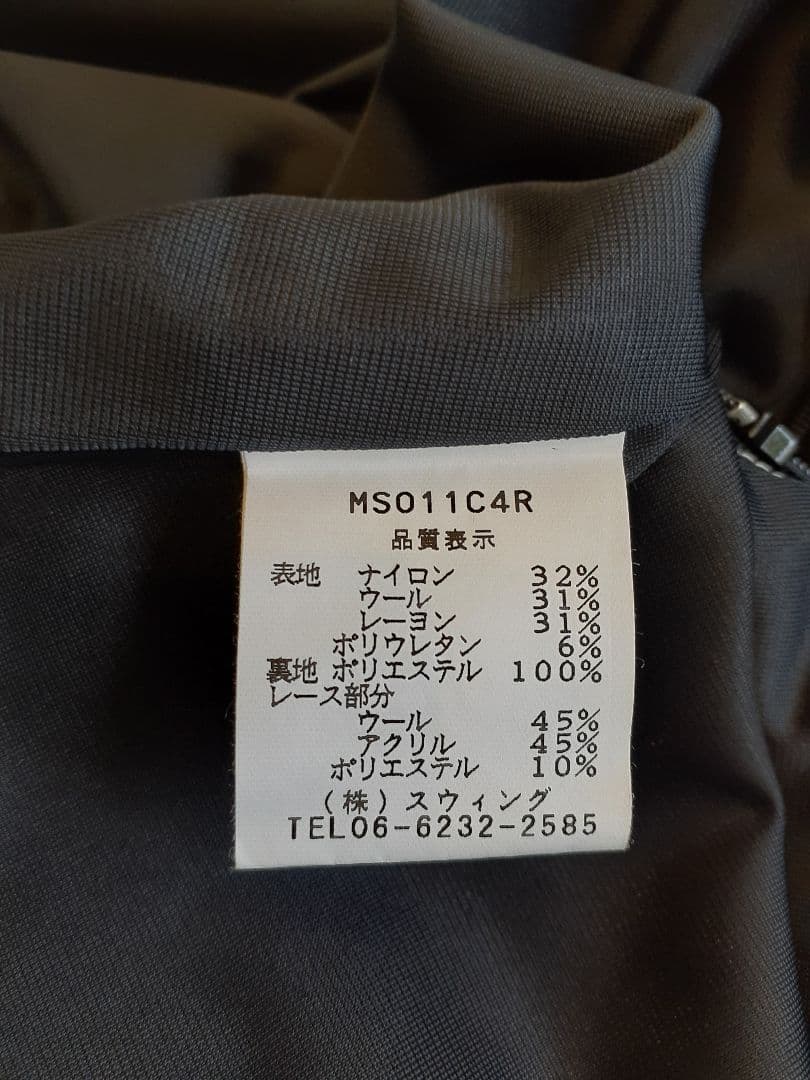 MS011C4R
品質表示
表地 ナイロン 32%
ウール 31%
レーヨン 31%
ポリウレタン 6%
裏地 ポリエステル 100%
レース部分
ウール 45%
アクリル 45%
ポリエステル 10%
(株)スウィング
TEL06-6232-2585